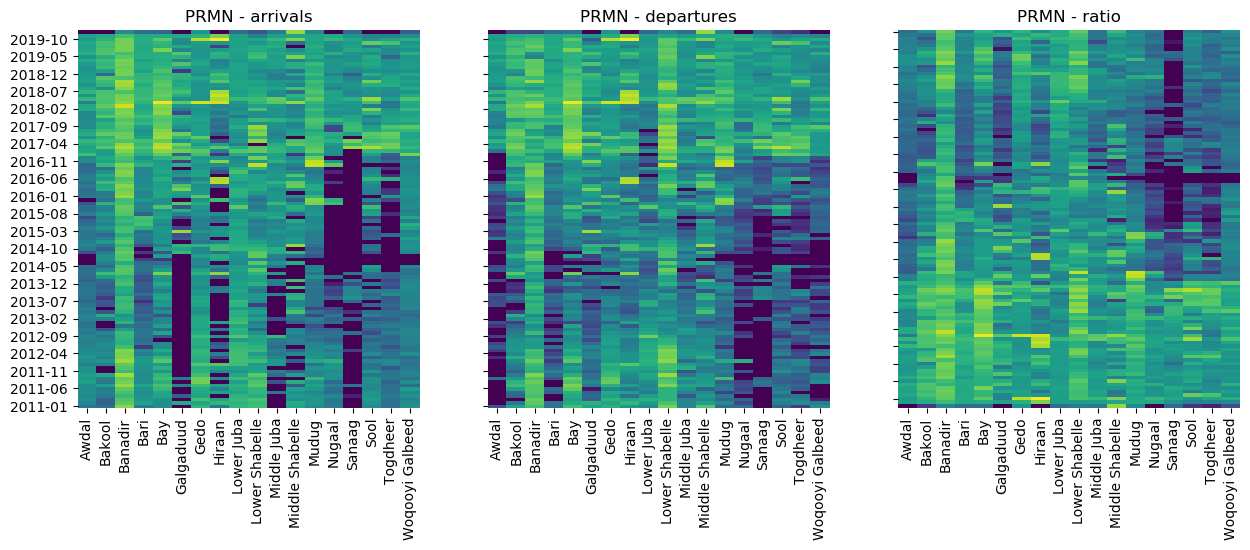 PRMN - arrivals
PRMN - departures
PRMN - ratio
2019-10
2019-05
2018-12
2018-07
2018-02
2017-09
2017-04
2016-11
2016-06
2016-01
2015-08
2015-03
2014-10
2014-05
2013-12
2013-07
2013-02
2012-09
2012-04
2011-11
2011-06
2011-01
Awdal
Bakool
Banadir
Bari
Bay
Galgaduud
Gedo
Hiraan
Lower Juba
Lower Shabelle
Middle Juba
Middle Shabelle
Mudug
Nugaal
Sanaag
Sool
Togdheer
Woqooyi Galbeed
Awdal
Bakool
Banadir
Bari
Bay
Galgaduud
Gedo
Hiraan
Lower Juba
Lower Shabelle
Middle Juba
Middle Shabelle
Mudug
Nugaal
Sanaag
Sool
Togdheer
Woqooyi Galbeed
Awdal
Bakool
Banadir
Bari
Bay
Galgaduud
Gedo
Hiraan
Lower Juba
Lower Shabelle
Middle Juba
Middle Shabelle
Mudug
Nugaal
Sanaag
Sool
Togdheer
Woqooyi Galbeed